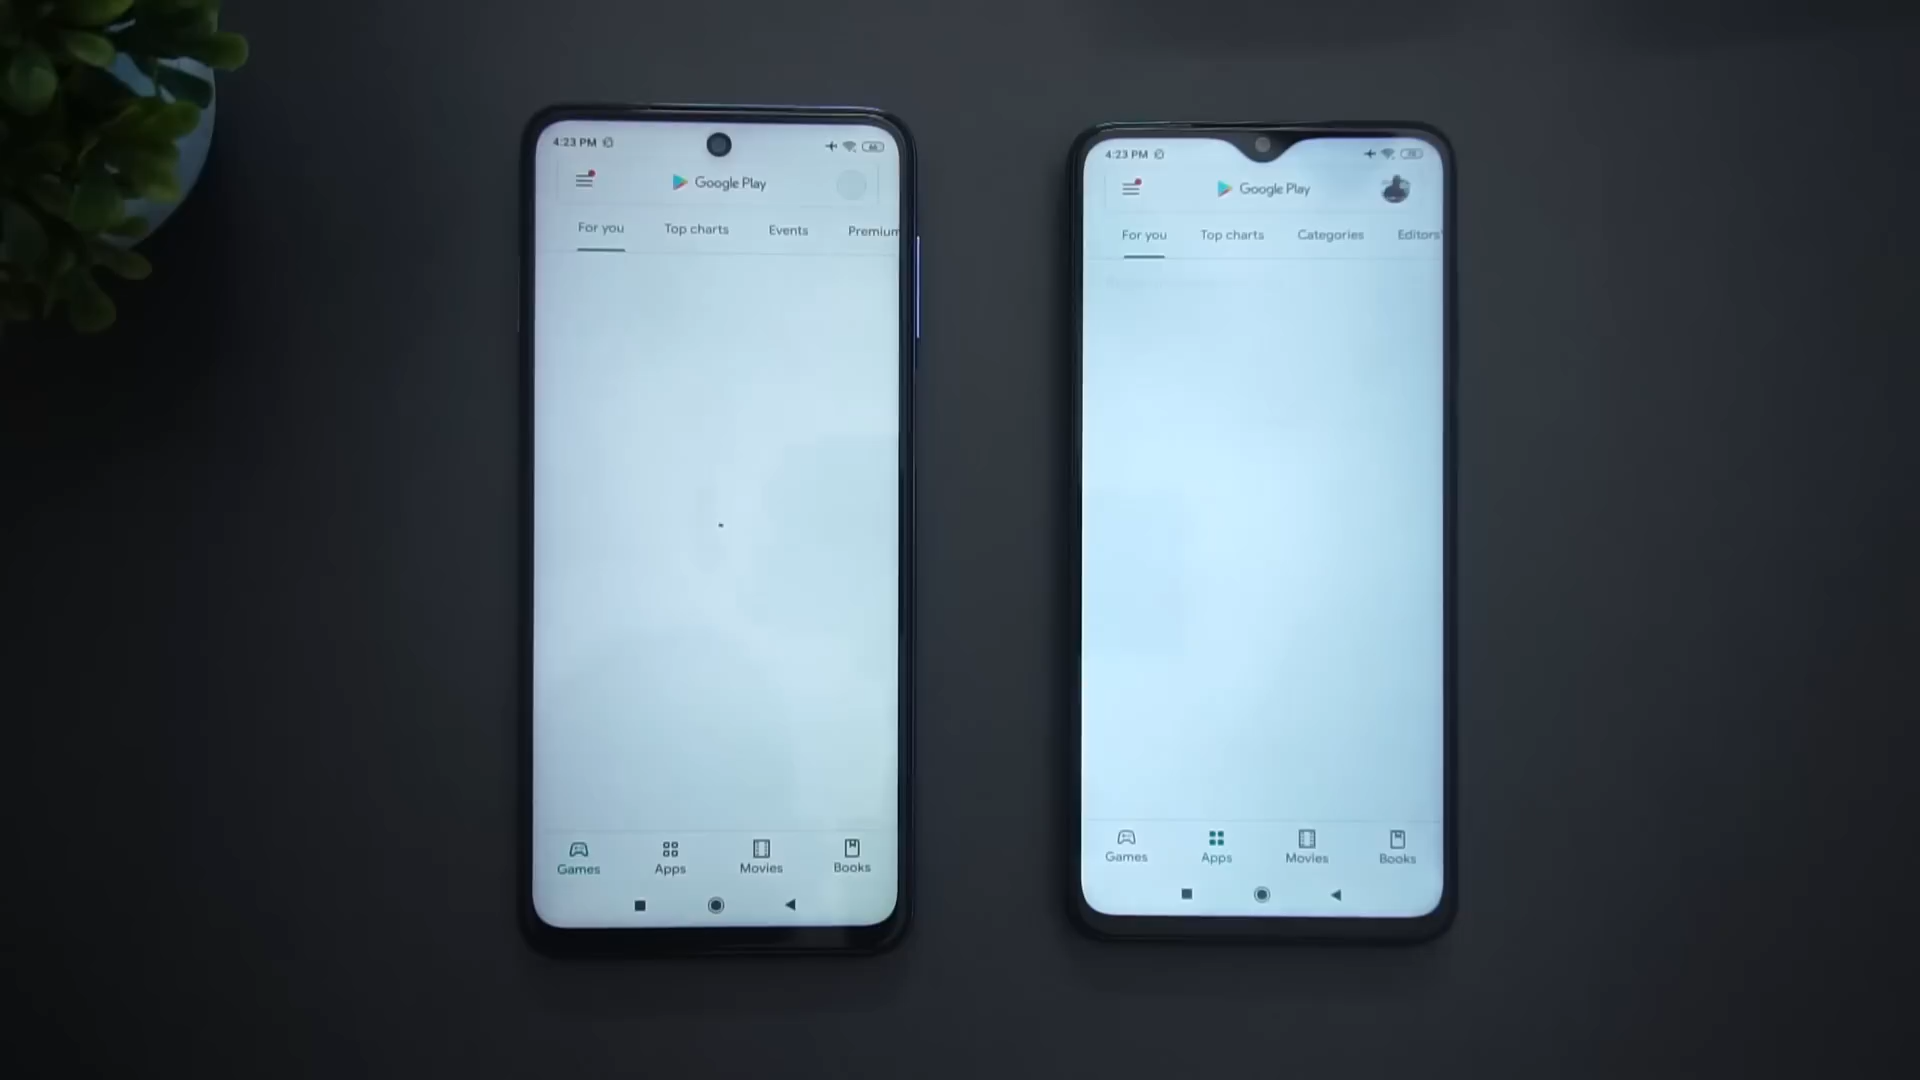 4:23 PM
Google Play
For you Top charts Events Premium
Games Apps Movies Books
4:23 PM
Google Play
For you Top charts Categories Editors'
Games Apps Movies Books